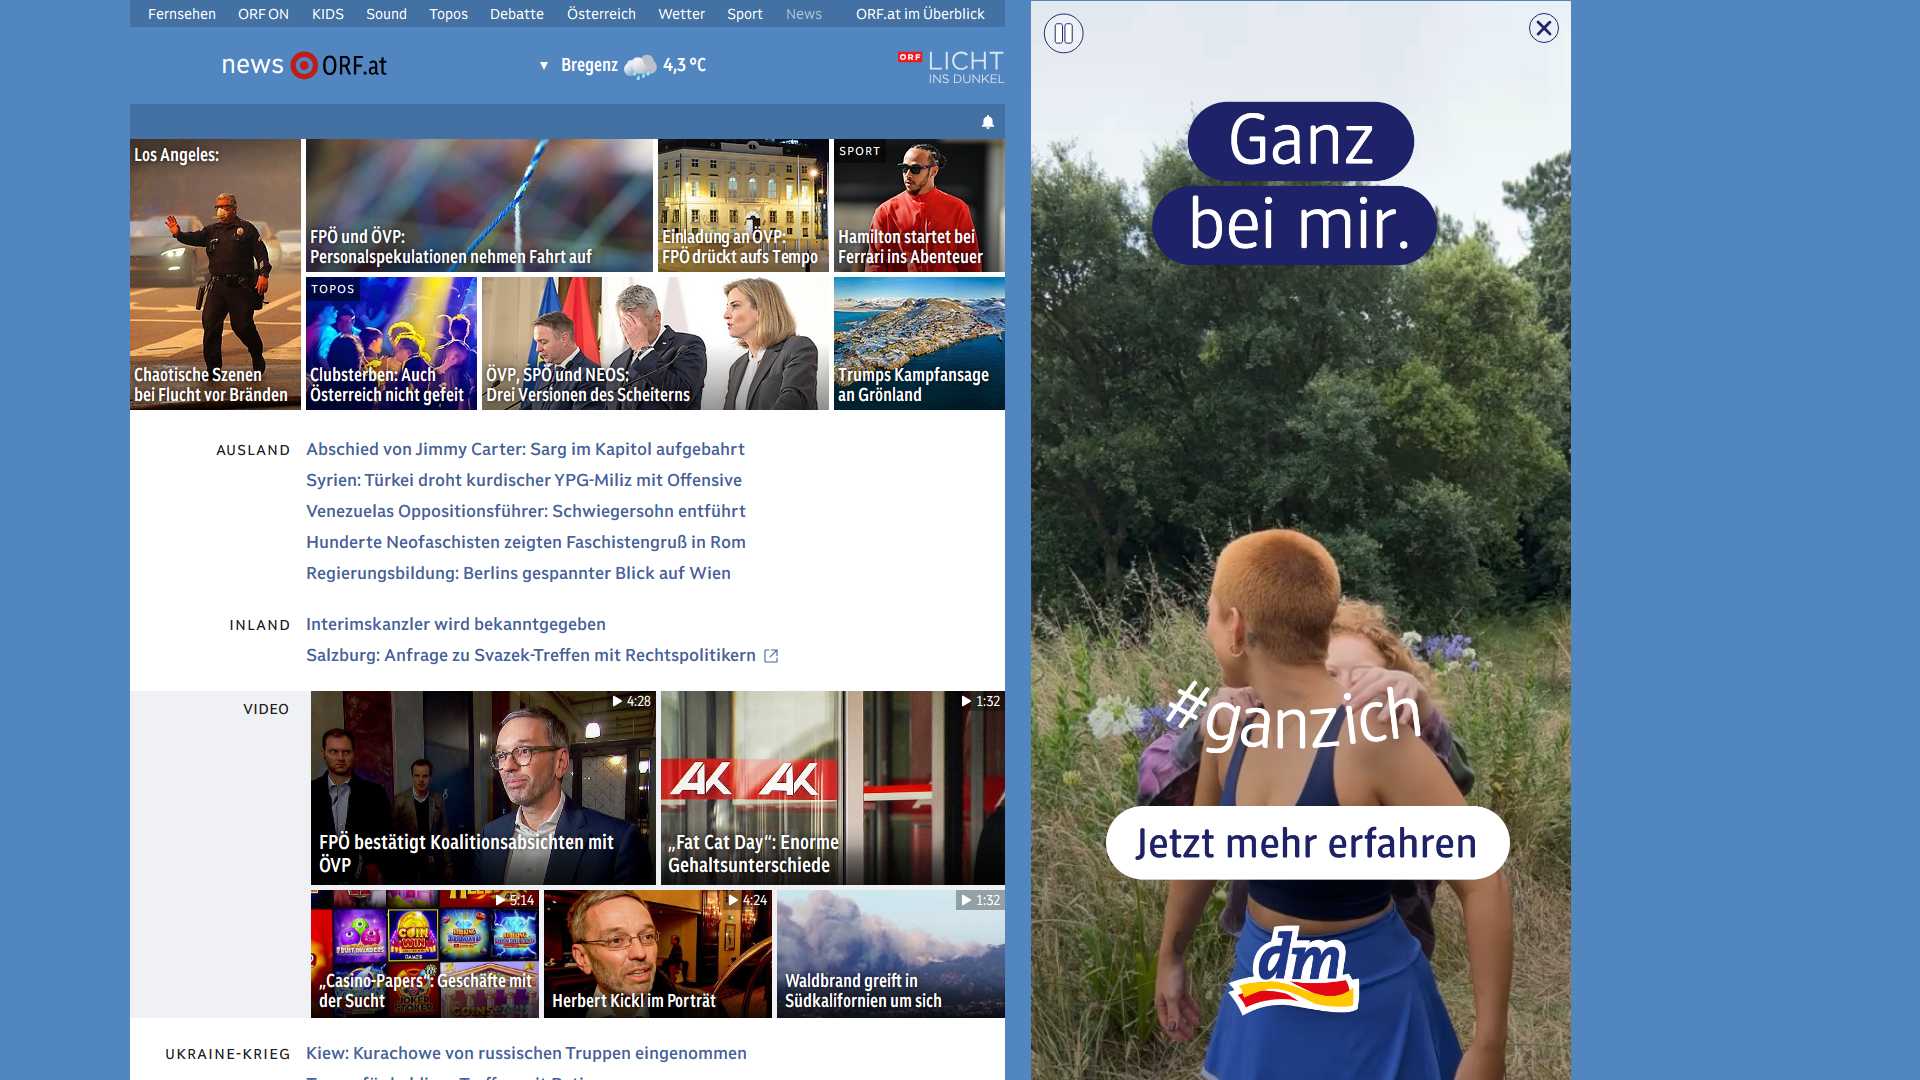 Fernsehen ORF ON KIDS Sound Topos Debatte Österreich Wetter Sport News ORF.at im Überblick
news ORF.at
Bregenz 4,3 °C
ORF LICHT
INS DUNKEL
Los Angeles:
Chaotische Szenen
bei Flucht vor Bränden
FPÖ und ÖVP:
Personalspekulationen nehmen Fahrt auf
Einladung an ÖVP:
FPÖ drückt aufs Tempo
SPORT
Hamilton startet bei
Ferrari ins Abenteuer
TOPOS
Clubsterben: Auch
Österreich nicht gefeit
ÖVP, SPÖ und NEOS:
Drei Versionen des Scheiterns
Trumps Kampfansage
an Grönland
AUSLAND
Abschied von Jimmy Carter: Sarg im Kapitol aufgebahrt
Syrien: Türkei droht kurdischer YPG-Miliz mit Offensive
Venezuelas Oppositionsführer: Schwiegersohn entführt
Hunderte Neofaschisten zeigten Faschistengruß in Rom
Regierungsbildung: Berlins gespannter Blick auf Wien
INLAND
Interimskanzler wird bekanntgegeben
Salzburg: Anfrage zu Svazek-Treffen mit Rechtspolitikern
VIDEO
4:28
FPÖ bestätigt Koalitionsabsichten mit
ÖVP
1:32
AK AK
„Fat Cat Day“: Enorme
Gehaltsunterschiede
5:14
COIN
WIN
„Casino-Papers“: Geschäfte mit
der Sucht
4:24
Herbert Kickl im Porträt
1:32
Waldbrand greift in
Südkalifornien um sich
UKRAINE-KRIEG
Kiew: Kurachowe von russischen Truppen eingenommen
Ganz
bei mir.
#ganzich
Jetzt mehr erfahren
dm